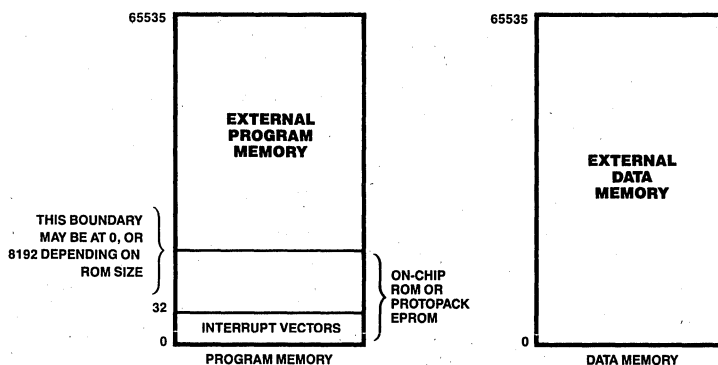 65535
EXTERNAL
PROGRAM
MEMORY
THIS BOUNDARY
MAY BE AT 0, OR
8192 DEPENDING ON
ROM SIZE
32
INTERRUPT VECTORS
0
ON-CHIP
ROM OR
PROTOPACK
EPROM
PROGRAM MEMORY
65535
EXTERNAL
DATA
MEMORY
0
DATA MEMORY